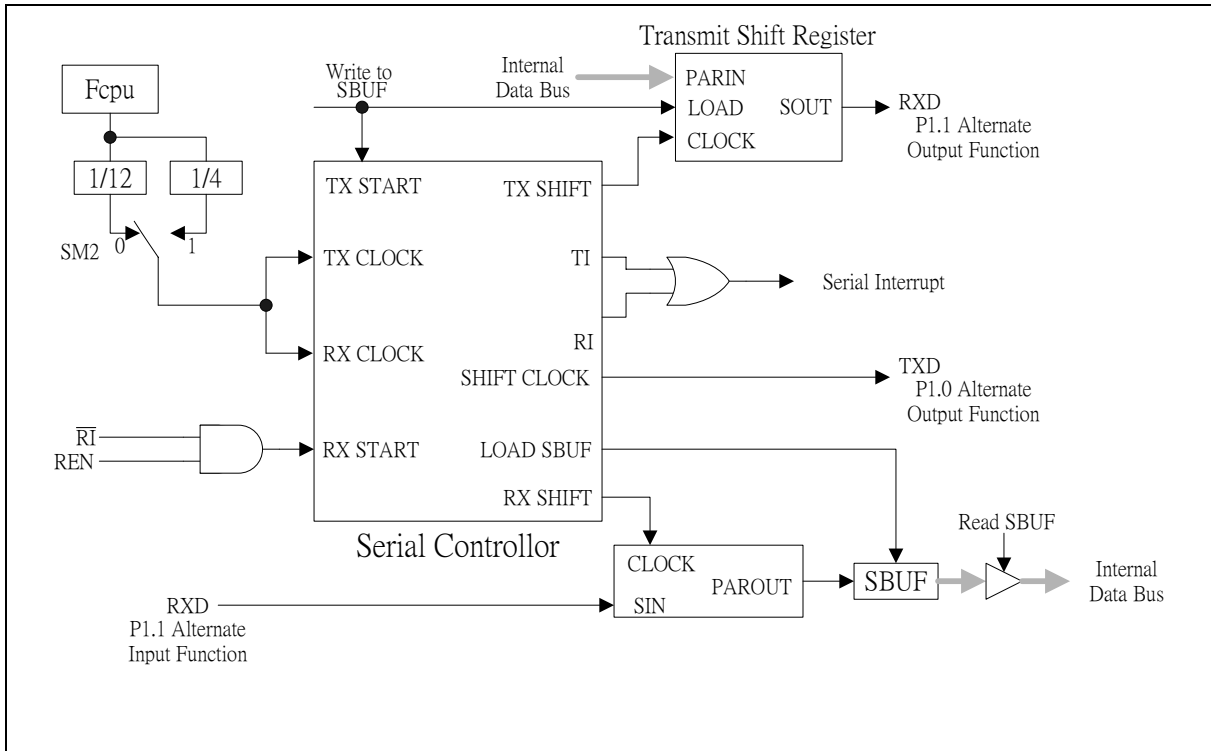 Transmit Shift Register
Fcpu
Write to
SBUF
Internal
Data Bus
PARIN
LOAD
SOUT
CLOCK
RXD
P1.1 Alternate
Output Function
1/12
1/4
TX START
TX SHIFT
SM2
0
1
TX CLOCK
TI
Serial Interrupt
RX CLOCK
RI
SHIFT CLOCK
TXD
P1.0 Alternate
Output Function
R̅I̅
REN
RX START
LOAD SBUF
RX SHIFT
Serial Controllor
Read SBUF
CLOCK
PAROUT
SIN
SBUF
Internal
Data Bus
RXD
P1.1 Alternate
Input Function